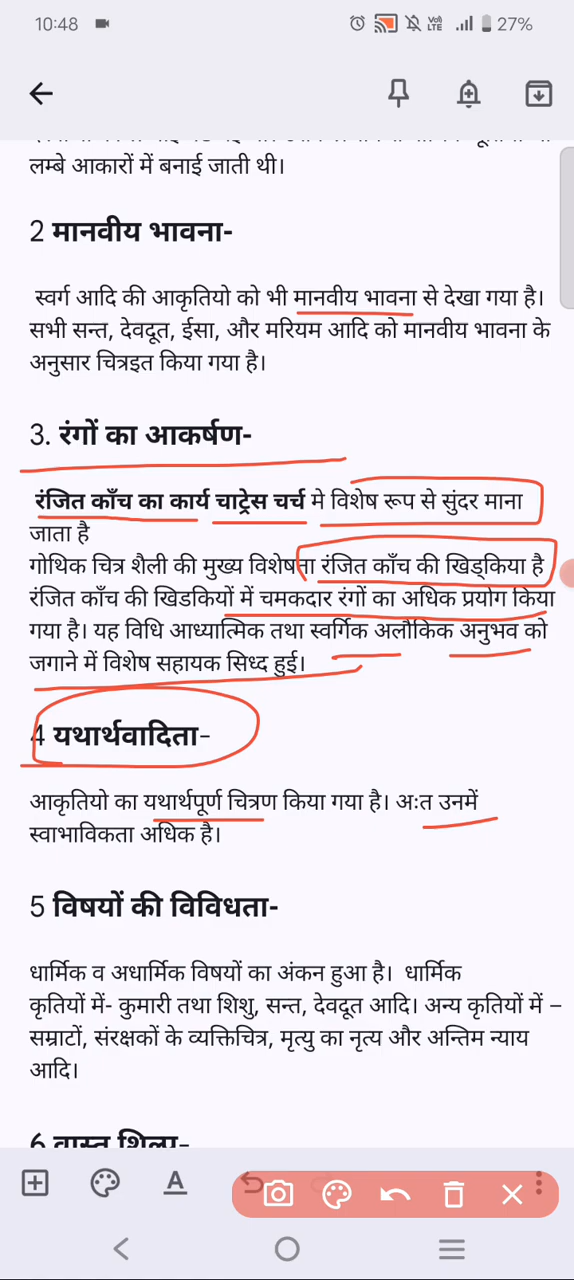 10:48
Vo) LTE
27%
लम्बे आकारों में बनाई जाती थी।
2 मानवीय भावना-
स्वर्ग आदि की आकृतियो को भी मानवीय भावना से देखा गया है।
सभी सन्त, देवदूत, ईसा, और मरियम आदि को मानवीय भावना के
अनुसार चित्रइत किया गया है।
3. रंगों का आकर्षण-
रंजित काँच का कार्य चाट्रेस चर्च मे विशेष रूप से सुंदर माना
जाता है
गोथिक चित्र शैली की मुख्य विशेषता रंजित काँच की खिड्किया है
रंजित काँच की खिडकियों में चमकदार रंगों का अधिक प्रयोग किया
गया है। यह विधि आध्यात्मिक तथा स्वर्गिक अलौकिक अनुभव को
जगाने में विशेष सहायक सिध्द हुई।
4 यथार्थवादिता-
आकृतियो का यथार्थपूर्ण चित्रण किया गया है। अःत उनमें
स्वाभाविकता अधिक है।
5 विषयों की विविधता-
धार्मिक व अधार्मिक विषयों का अंकन हुआ है। धार्मिक
कृतियों में- कुमारी तथा शिशु, सन्त, देवदूत आदि। अन्य कृतियों में –
सम्राटों, संरक्षकों के व्यक्तिचित्र, मृत्यु का नृत्य और अन्तिम न्याय
आदि।
6 वास्तु शिल्प-
A